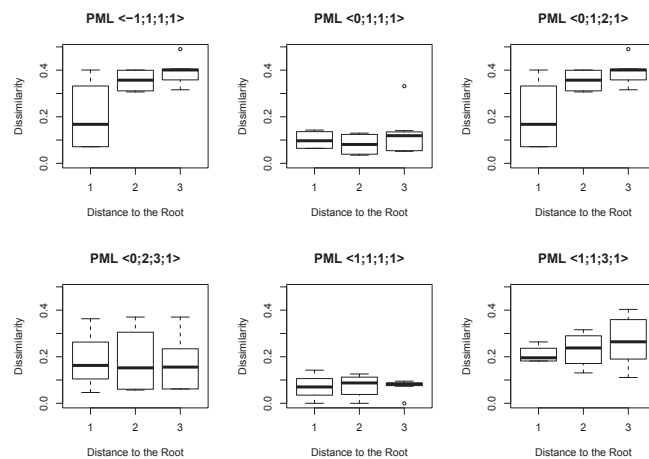 PML <−1;1;1;1>
PML <0;1;1;1>
PML <0;1;2;1>
Dissimilarity
0.0 0.2 0.4
1 2 3
Distance to the Root
Dissimilarity
0.0 0.2 0.4
1 2 3
Distance to the Root
Dissimilarity
0.0 0.2 0.4
1 2 3
Distance to the Root
PML <0;2;3;1>
PML <1;1;1;1>
PML <1;1;3;1>
Dissimilarity
0.0 0.2 0.4
1 2 3
Distance to the Root
Dissimilarity
0.0 0.2 0.4
1 2 3
Distance to the Root
Dissimilarity
0.0 0.2 0.4
1 2 3
Distance to the Root